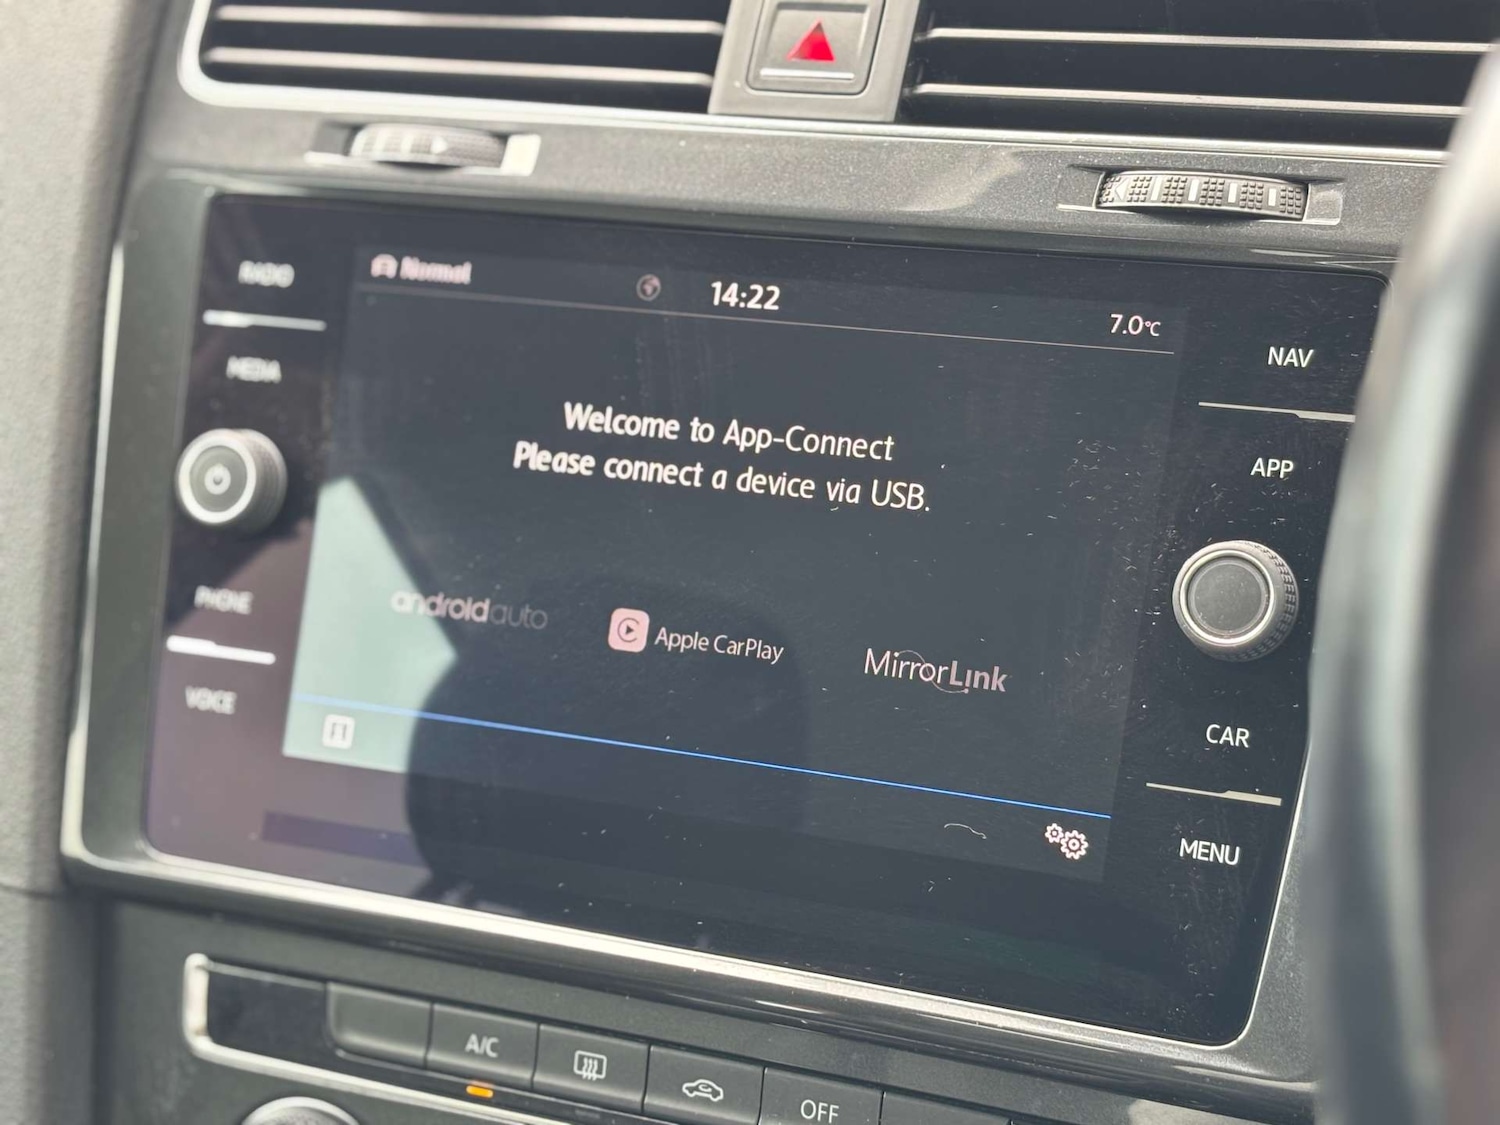 RADIO
MEDIA
PHONE
VOICE
Normal
14:22
7.0°C
Welcome to App-Connect
Please connect a device via USB.
androidauto
Apple CarPlay
MirrorLink
NAV
APP
CAR
MENU
A/C
OFF